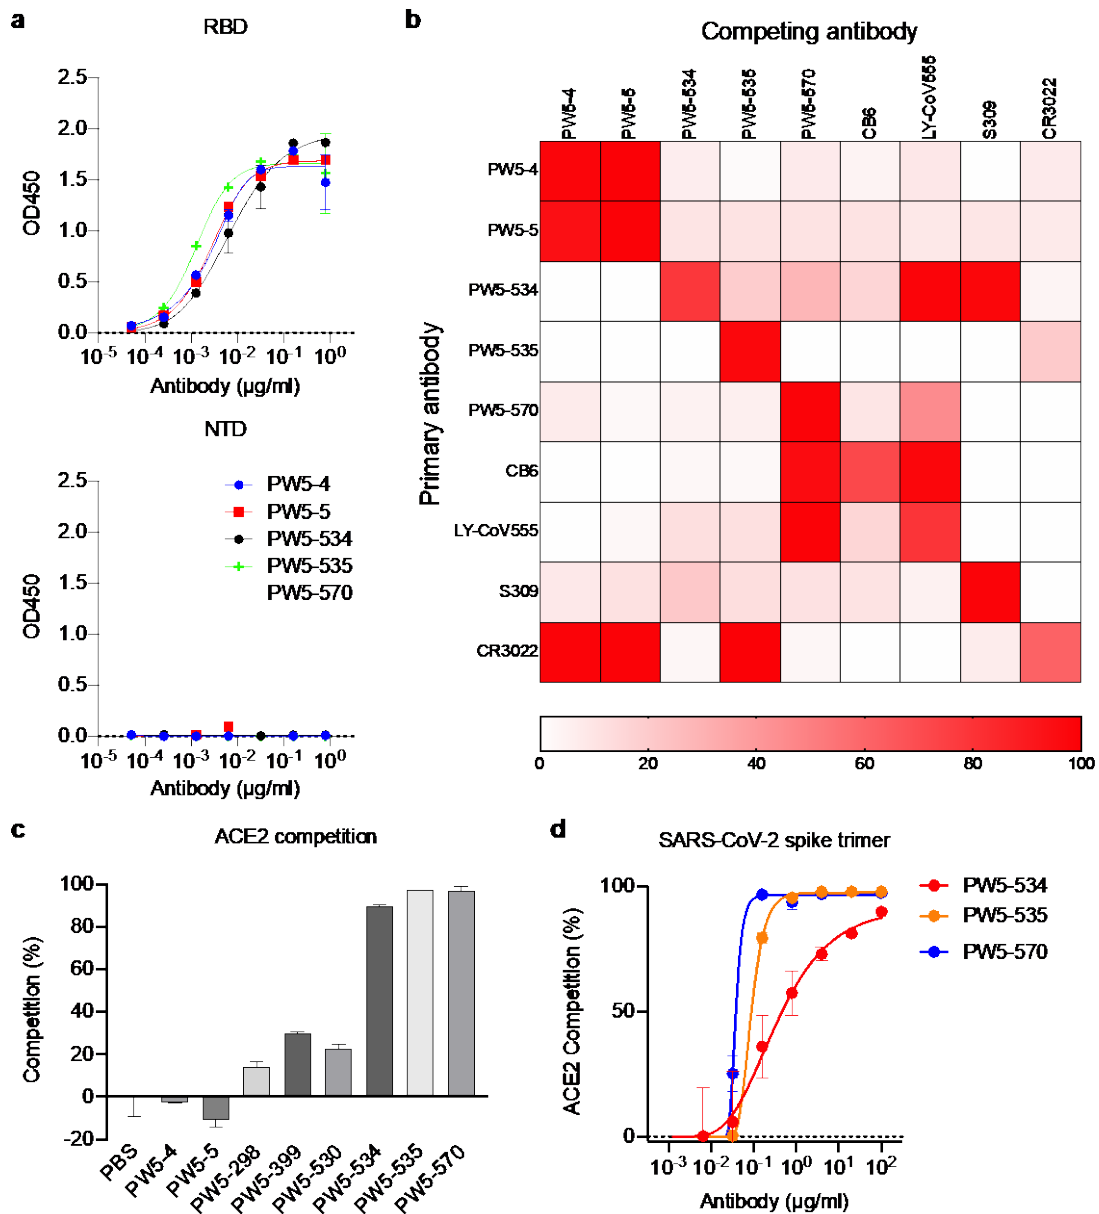 a
RBD
2.5
2.0
1.5
1.0
0.5
0.0
OD450
10-5 10-4 10-3 10-2 10-1 100
Antibody (µg/ml)
NTD
2.5
2.0
1.5
1.0
0.5
0.0
OD450
PW5-4
PW5-5
PW5-534
PW5-535
PW5-570
10-5 10-4 10-3 10-2 10-1 100
Antibody (µg/ml)
b
Competing antibody
PW5-4 PW5-5 PW5-534 PW5-535 PW5-570 CB6 LY-CoV555 S309 CR3022
Primary antibody
PW5-4
PW5-5
PW5-534
PW5-535
PW5-570
CB6
LY-CoV555
S309
CR3022
0 20 40 60 80 100
c
ACE2 competition
100
80
60
40
20
0
-20
Competition (%)
PBS PW5-4 PW5-5 PW5-298 PW5-399 PW5-530 PW5-534 PW5-535 PW5-570
d
SARS-CoV-2 spike trimer
100
50
0
ACE2 Competition (%)
PW5-534
PW5-535
PW5-570
10-3 10-2 10-1 100 101 102
Antibody (µg/ml)